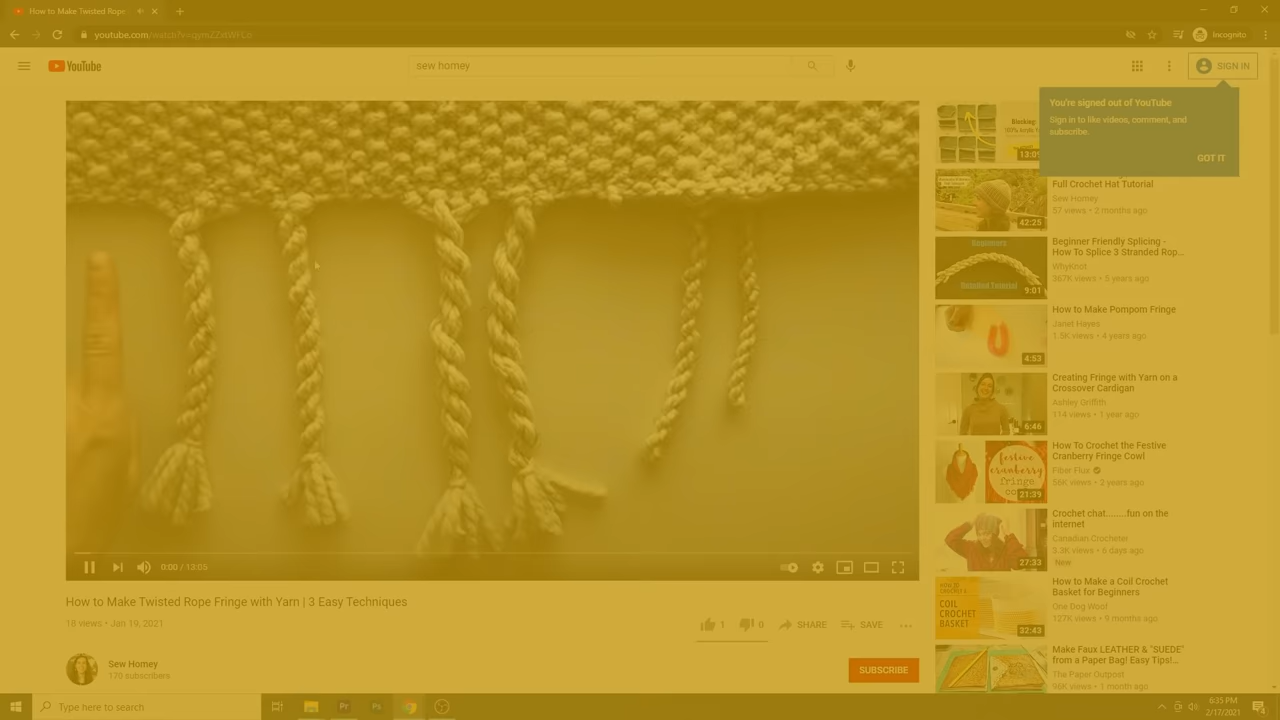 How to Make Twisted Rope
youtube.com/watch?v=
Incognito
YouTube
sew homey
SIGN IN
You're signed out of YouTube
Sign in to like videos, comment, and
subscribe.
GOT IT
Blocking
13:09
Full Crochet Hat Tutorial
Sew Homey
57 views • 2 months ago
42:25
Beginners
Beginner Friendly Splicing -
How To Splice 3 Stranded Rop...
WhyKnot
367K views • 5 years ago
Detailed Tutorial
9:01
How to Make Pompom Fringe
Janet Hayes
1.5K views • 4 years ago
4:53
Creating Fringe with Yarn on a
Crossover Cardigan
Ashley Griffith
114 views • 1 year ago
6:46
How To Crochet the Festive
Cranberry Fringe Cowl
Fiber Flux
55K views • 2 years ago
festive
cranberry
fringe
21:39
Crochet chat........fun on the
internet
Canadian Crocheter
3.3K views • 6 days ago
New
27:33
How to Make a Coil Crochet
Basket for Beginners
One Dog Woof
127K views • 9 months ago
HOW TO
CROCHET A
COIL
CROCHET
BASKET
32:43
Make Faux LEATHER & "SUEDE"
from a Paper Bag! Easy Tips!...
The Paper Outpost
96K views • 1 month ago
0:00 / 13:05
How to Make Twisted Rope Fringe with Yarn | 3 Easy Techniques
18 views • Jan 19, 2021
1
0
SHARE
SAVE
Sew Homey
170 subscribers
SUBSCRIBE
Type here to search
Pr
Ps
6:35 PM
2/17/2021